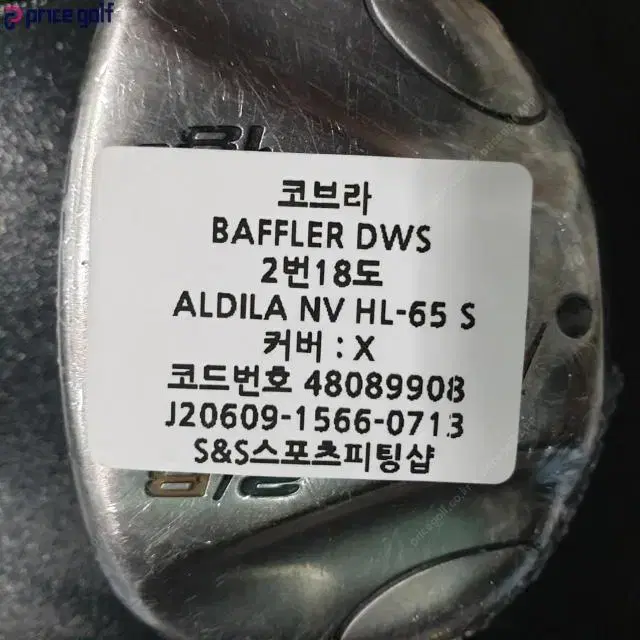 price golf
코브라
BAFFLER DWS
2번18도
ALDILA NV HL-65 S
커버 : X
코드번호 48089908
J20609-1566-0713
S&S스포츠피팅샵